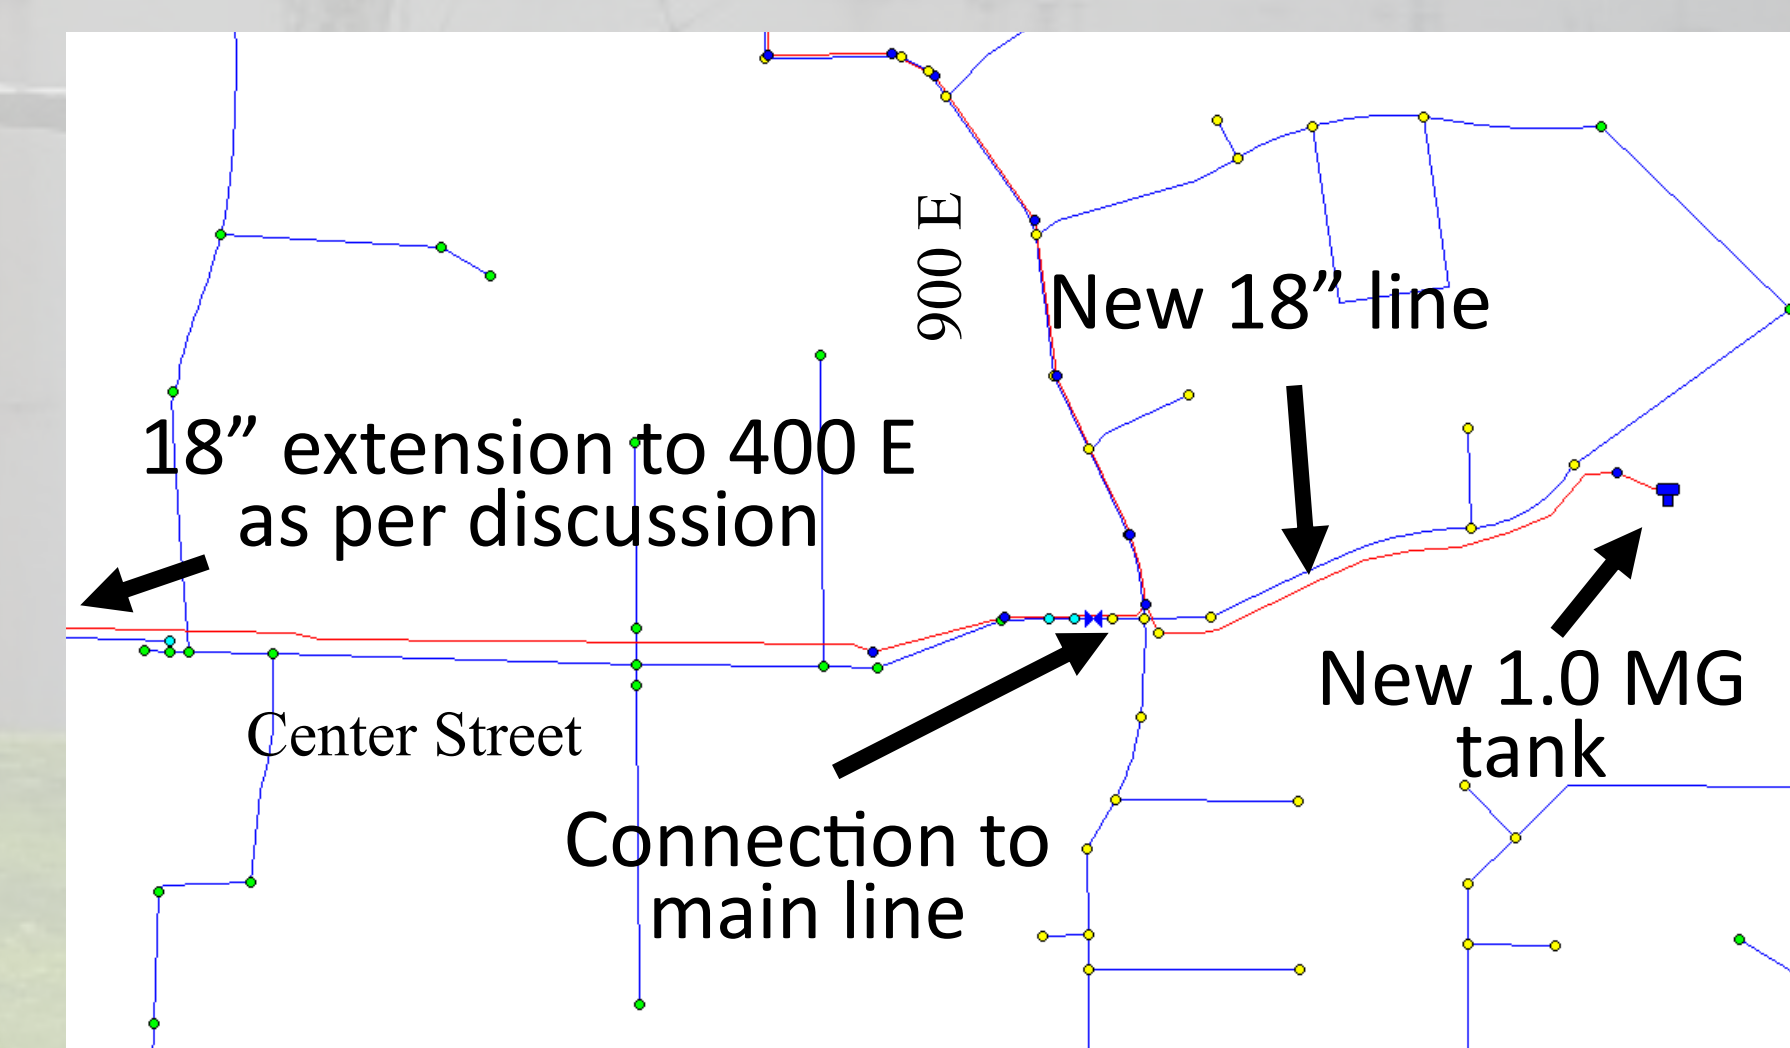 900 E
New 18” line
18” extension to 400 E
as per discussion
New 1.0 MG
tank
Center Street
Connection to
main line